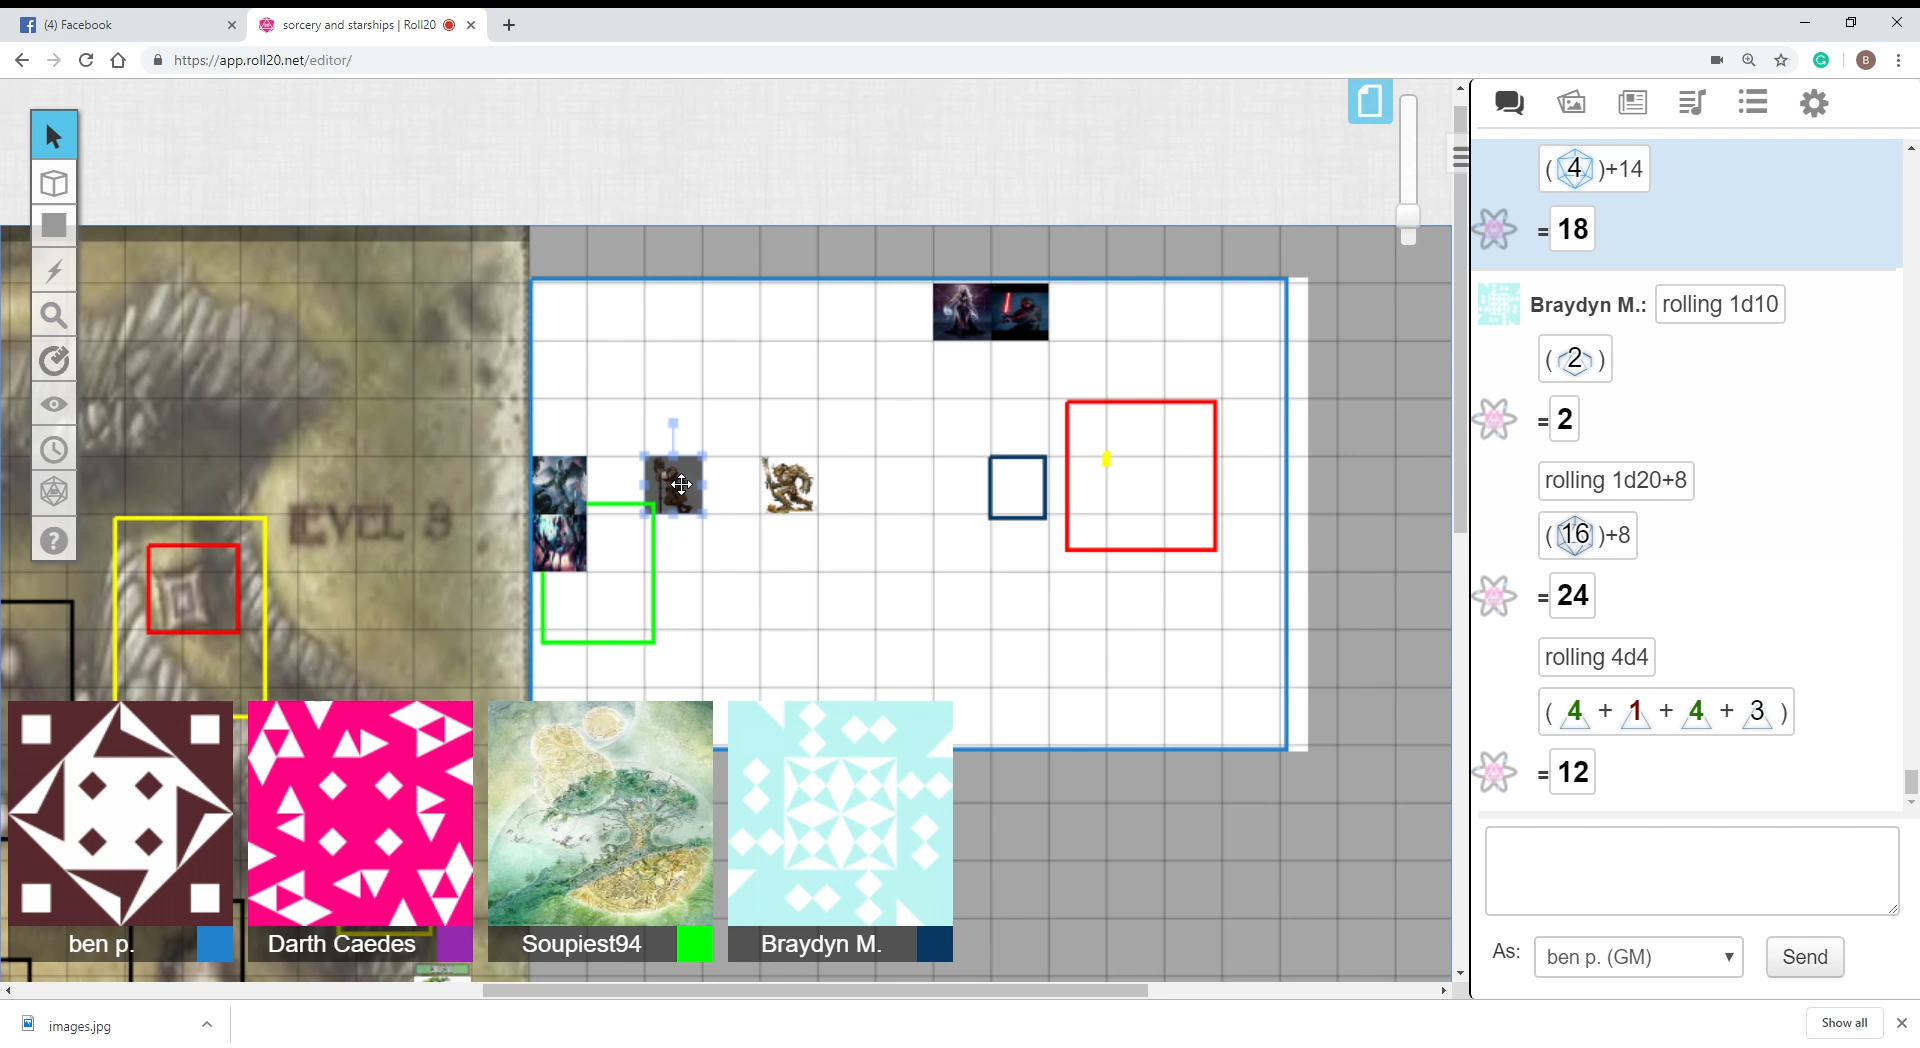 (4) Facebook
sorcery and starships | Roll20
https://app.roll20.net/editor/
B
(4)+14
= 18
Braydyn M.: rolling 1d10
(2)
= 2
rolling 1d20+8
(16)+8
= 24
rolling 4d4
(4 + 1 + 4 + 3)
= 12
LEVEL 3
ben p.
Darth Caedes
Soupiest94
Braydyn M.
As: ben p. (GM)
Send
images.jpg
Show all